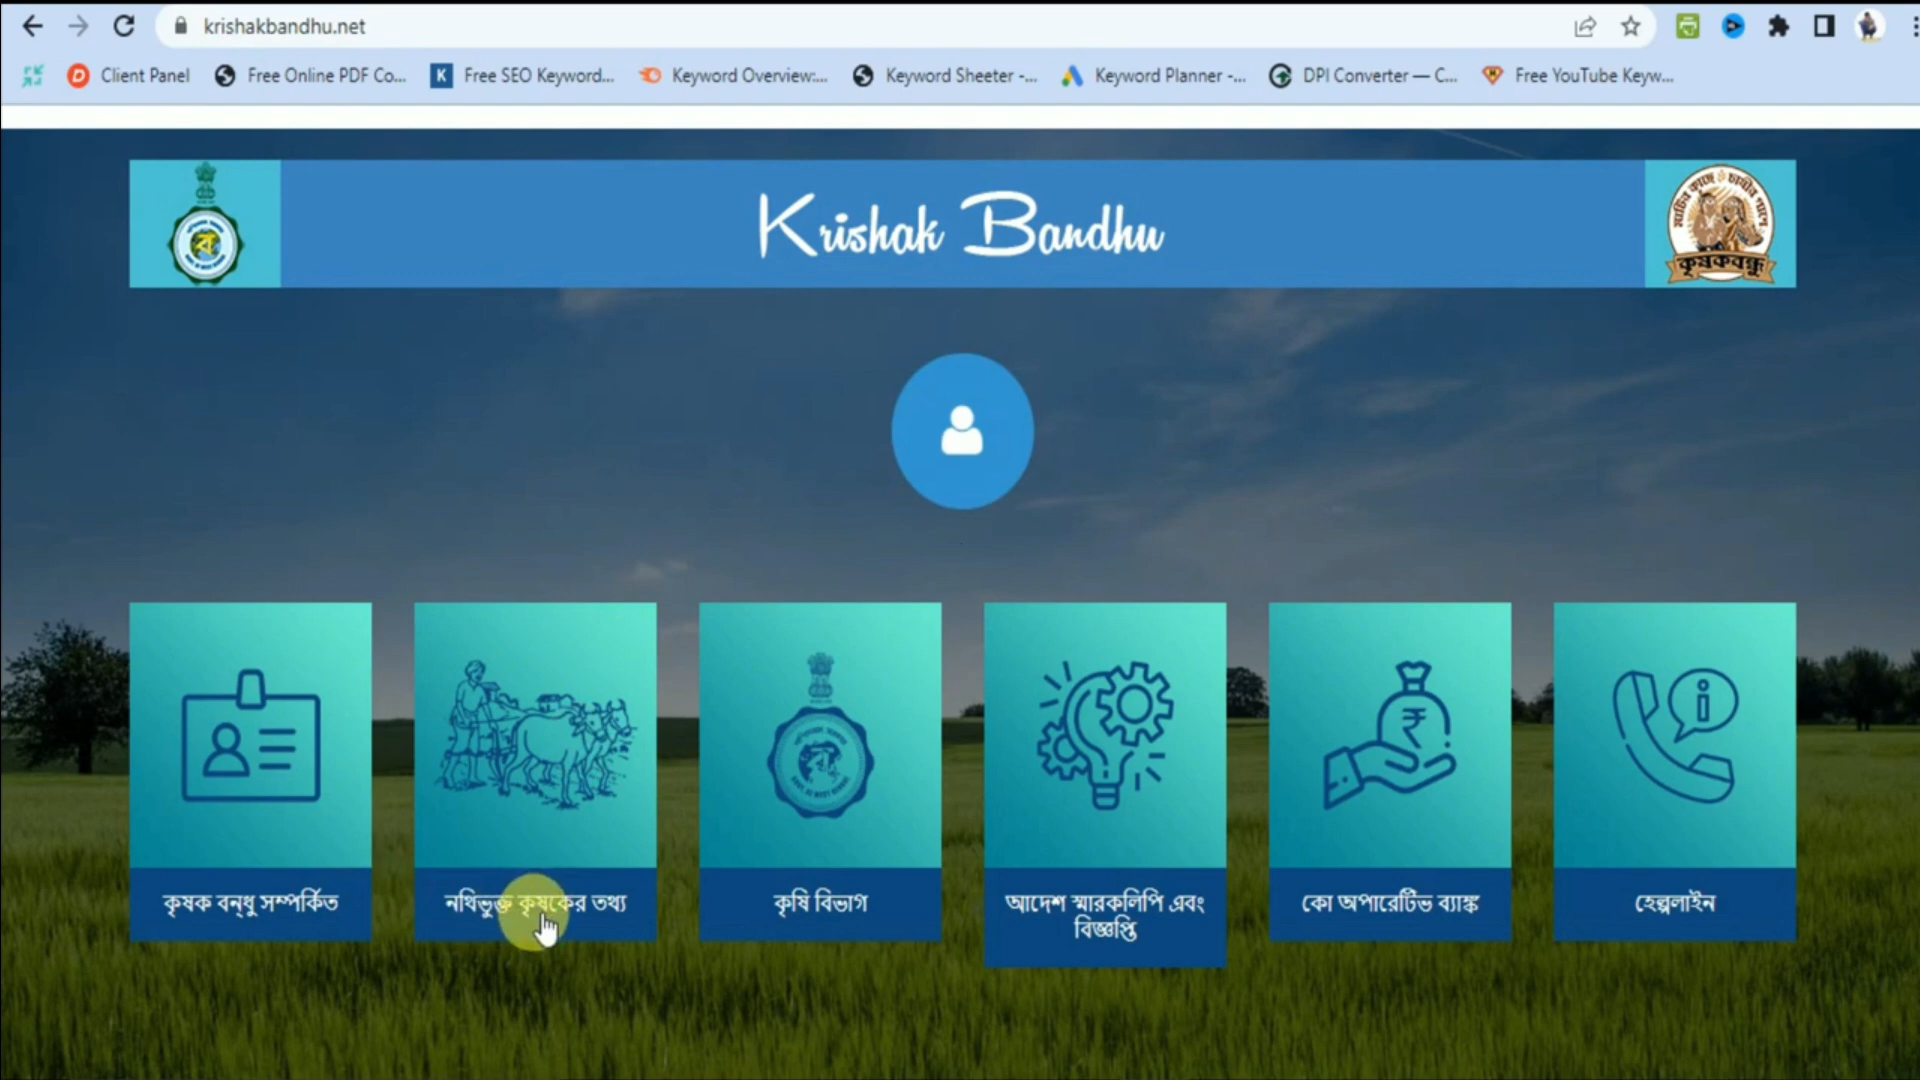 krishakbandhu.net
Client Panel Free Online PDF Co... Free SEO Keyword... Keyword Overview:... Keyword Sheeter -... Keyword Planner -... DPI Converter — C... Free YouTube Keyw...
Krishak Bandhu
কৃষকবন্ধু
কৃষক বন্ধু সম্পর্কিত
নথিভুক্ত কৃষকের তথ্য
কৃষি বিভাগ
আদেশ স্মারকলিপি এবং
বিজ্ঞপ্তি
কো অপারেটিভ ব্যাঙ্ক
হেল্পলাইন